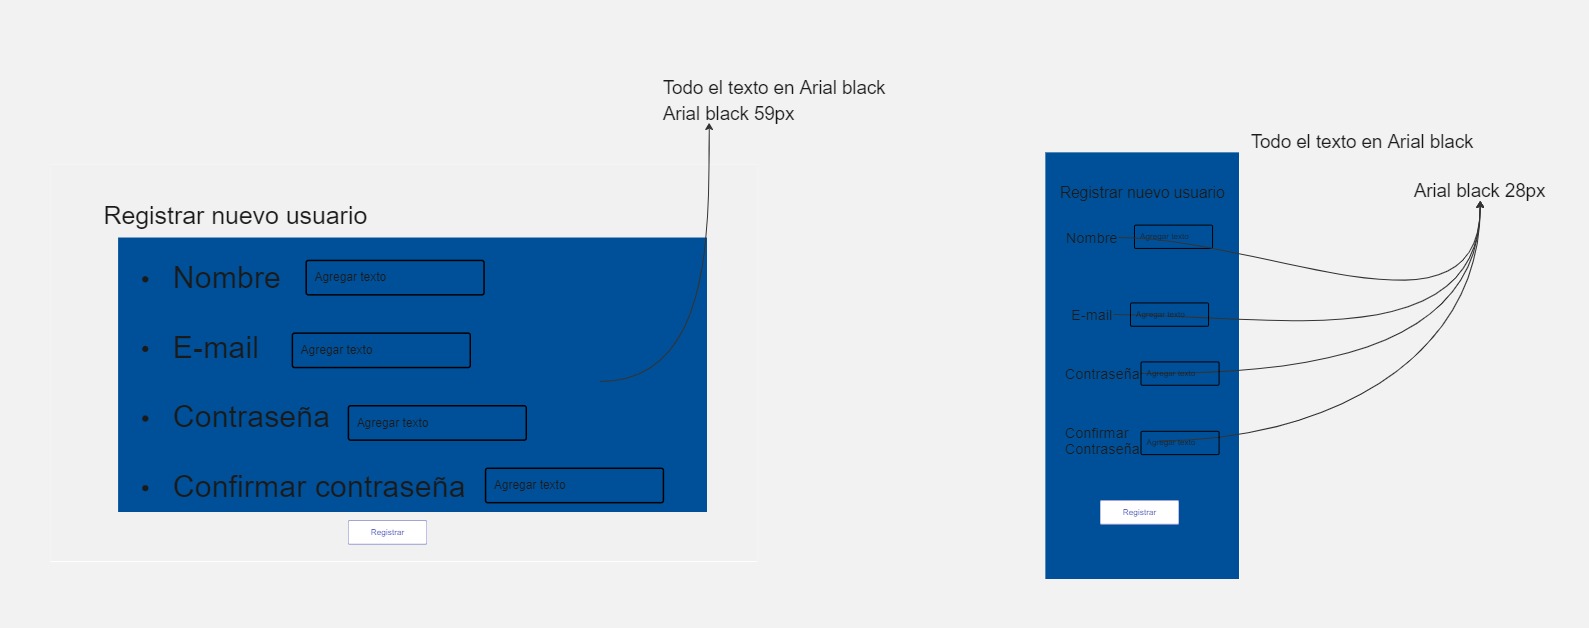 Todo el texto en Arial black
Arial black 59px
Registrar nuevo usuario
• Nombre
Agregar texto
• E-mail
Agregar texto
• Contraseña
Agregar texto
• Confirmar contraseña
Agregar texto
Registrar
Todo el texto en Arial black
Arial black 28px
Registrar nuevo usuario
Nombre
Agregar texto
E-mail
Agregar texto
Contraseña
Agregar texto
Confirmar
Contraseña
Agregar texto
Registrar